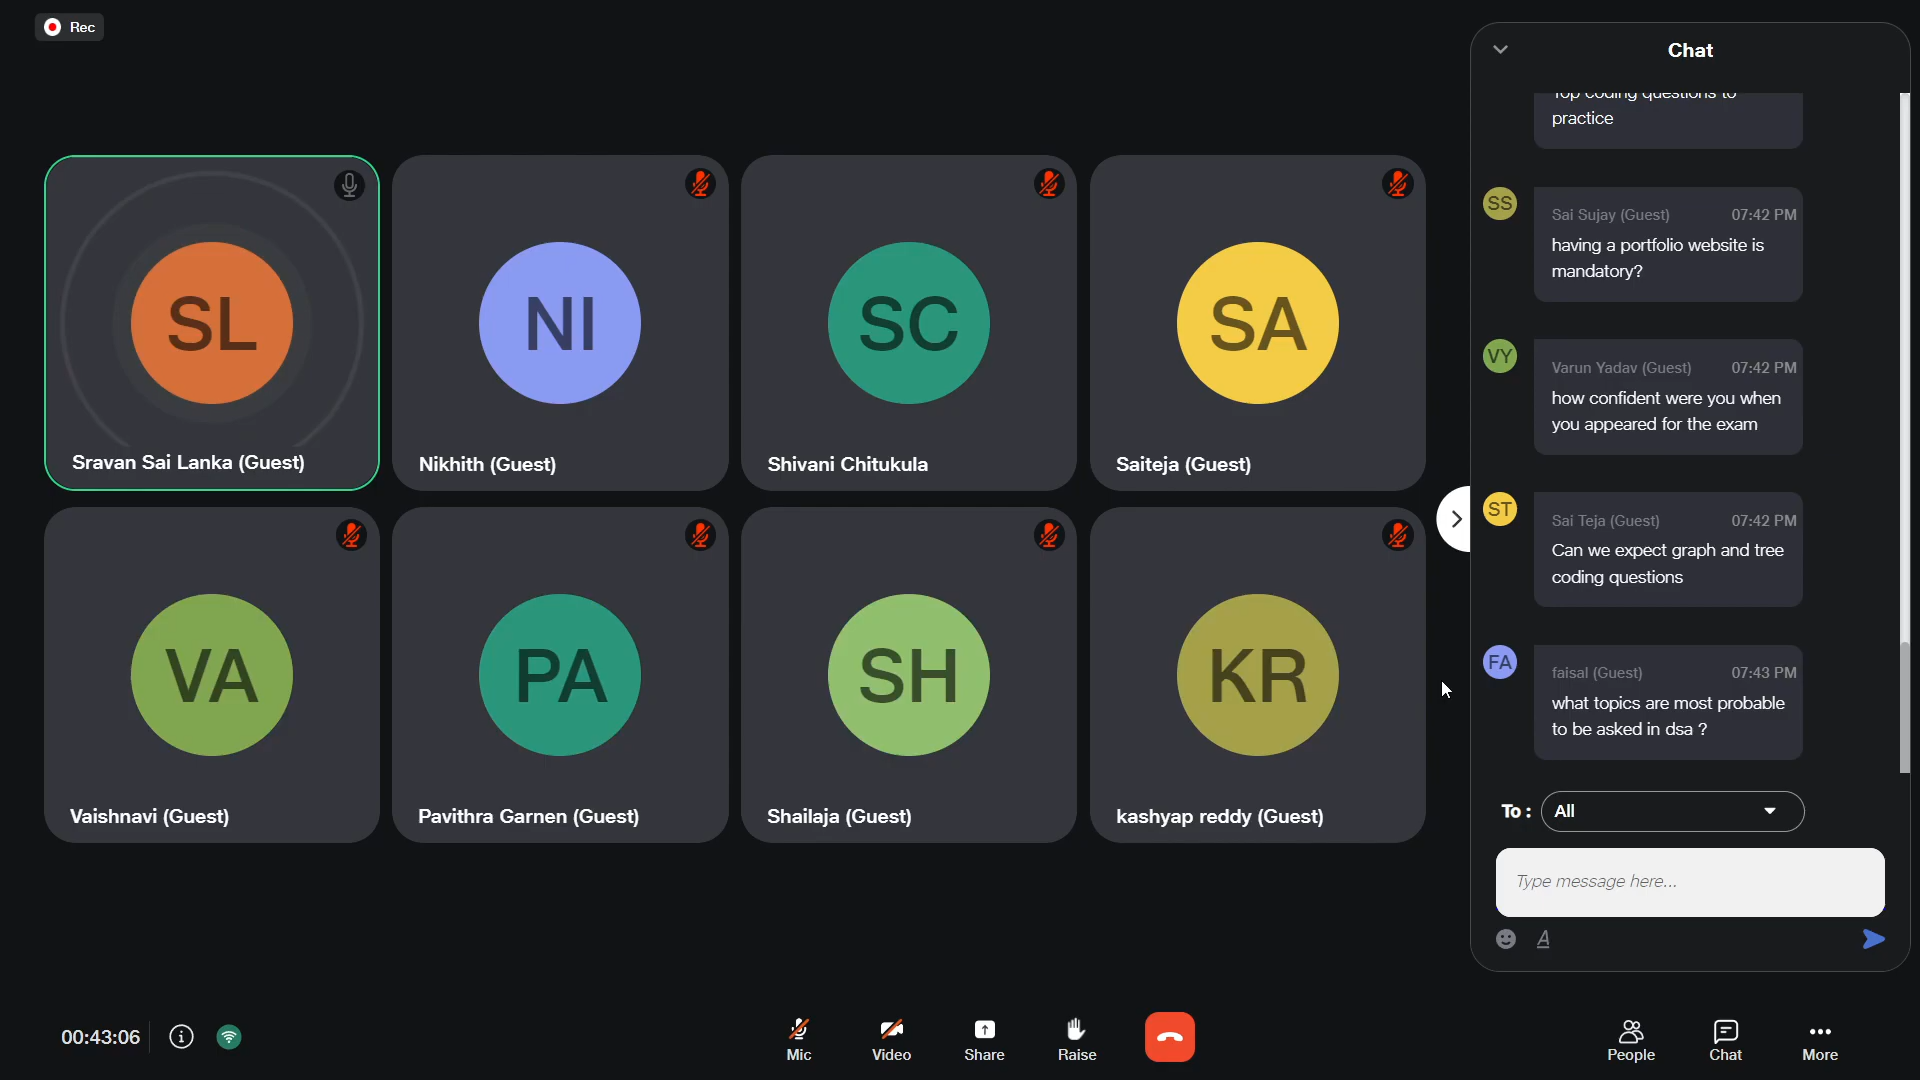 Rec
SL
Sravan Sai Lanka (Guest)
NI
Nikhith (Guest)
SC
Shivani Chitukula
SA
Saiteja (Guest)
VA
Vaishnavi (Guest)
PA
Pavithra Garnen (Guest)
SH
Shailaja (Guest)
KR
kashyap reddy (Guest)
Chat
Top coding questions to
practice
SS
Sai Sujay (Guest) 07:42 PM
having a portfolio website is
mandatory?
VY
Varun Yadav (Guest) 07:42 PM
how confident were you when
you appeared for the exam
ST
Sai Teja (Guest) 07:42 PM
Can we expect graph and tree
coding questions
FA
faisal (Guest) 07:43 PM
what topics are most probable
to be asked in dsa ?
To : All
Type message here...
A
00:43:06
Mic
Video
Share
Raise
People
Chat
More